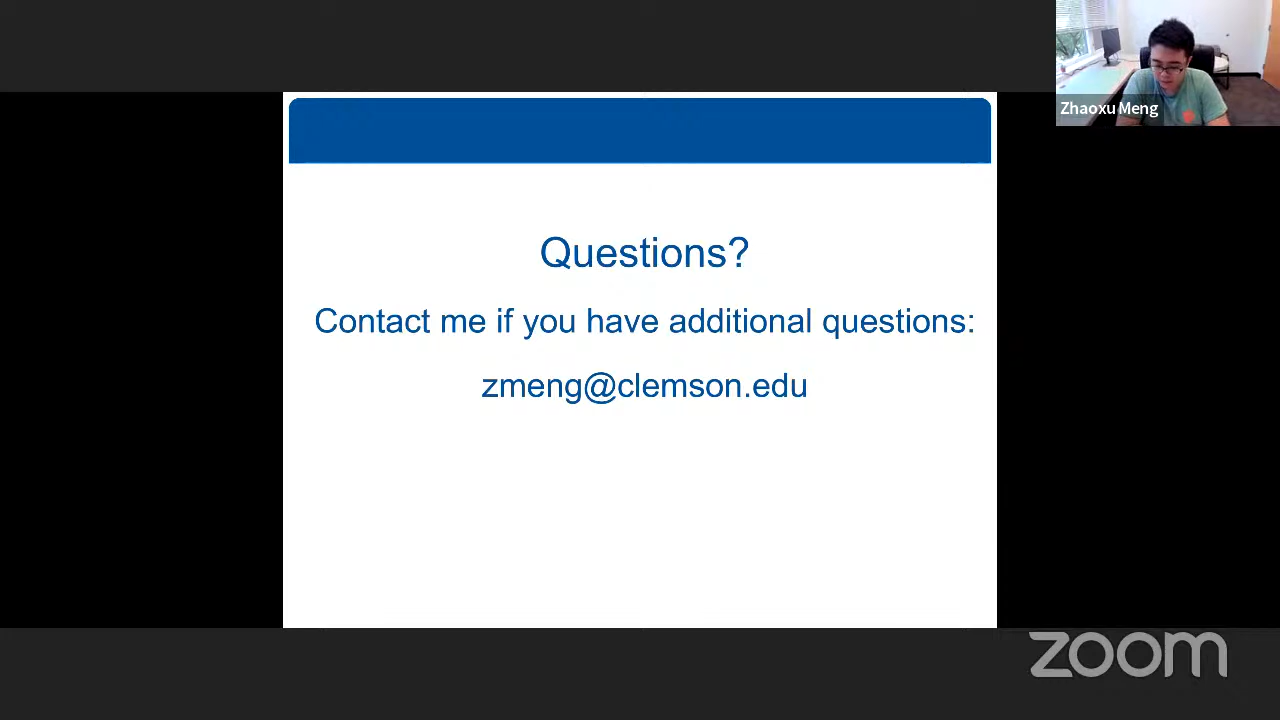 Zhaoxu Meng
Questions?
Contact me if you have additional questions:
zmeng@clemson.edu
zoom